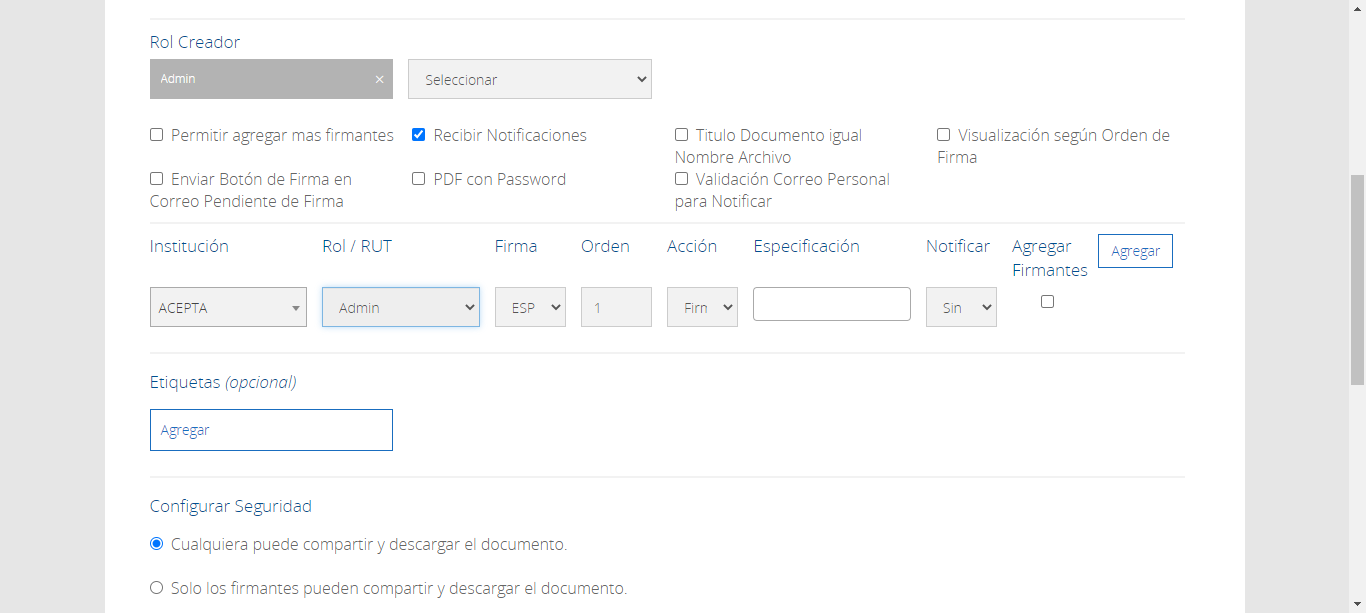 Rol Creador
Admin ×
Seleccionar
Permitir agregar mas firmantes
Recibir Notificaciones
Titulo Documento igual
Nombre Archivo
Visualización según Orden de
Firma
Enviar Botón de Firma en
Correo Pendiente de Firma
PDF con Password
Validación Correo Personal
para Notificar
Institución Rol / RUT Firma Orden Acción Especificación Notificar Agregar
Firmantes
Agregar
ACEPTA Admin ESP 1 Firn Sin
Etiquetas (opcional)
Agregar
Configurar Seguridad
Cualquiera puede compartir y descargar el documento.
Solo los firmantes pueden compartir y descargar el documento.